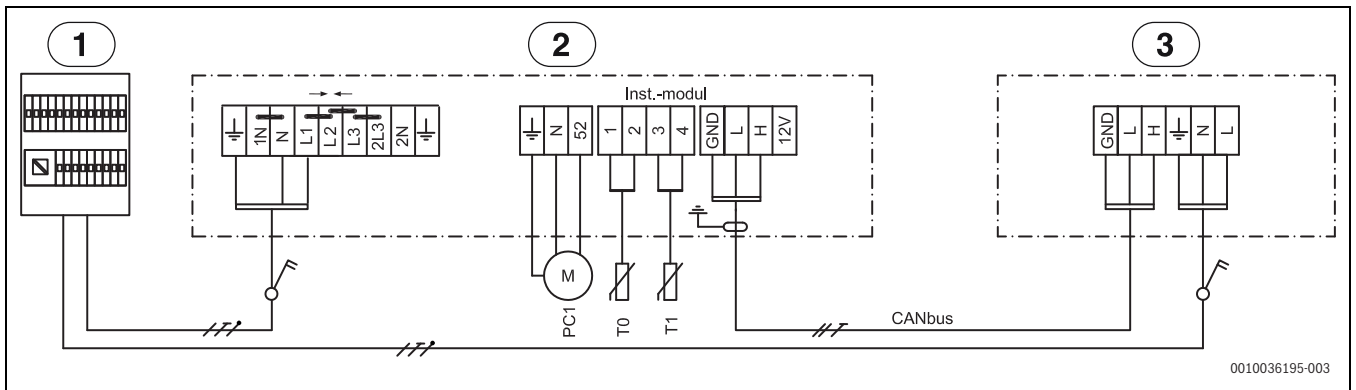 1
2
3
Inst.-modul
1N
N
L1
L2
L3
2L3
2N
N
52
1
2
3
4
GND
L
H
12V
GND
L
H
N
L
M
PC1
T0
T1
CANbus
0010036195-003